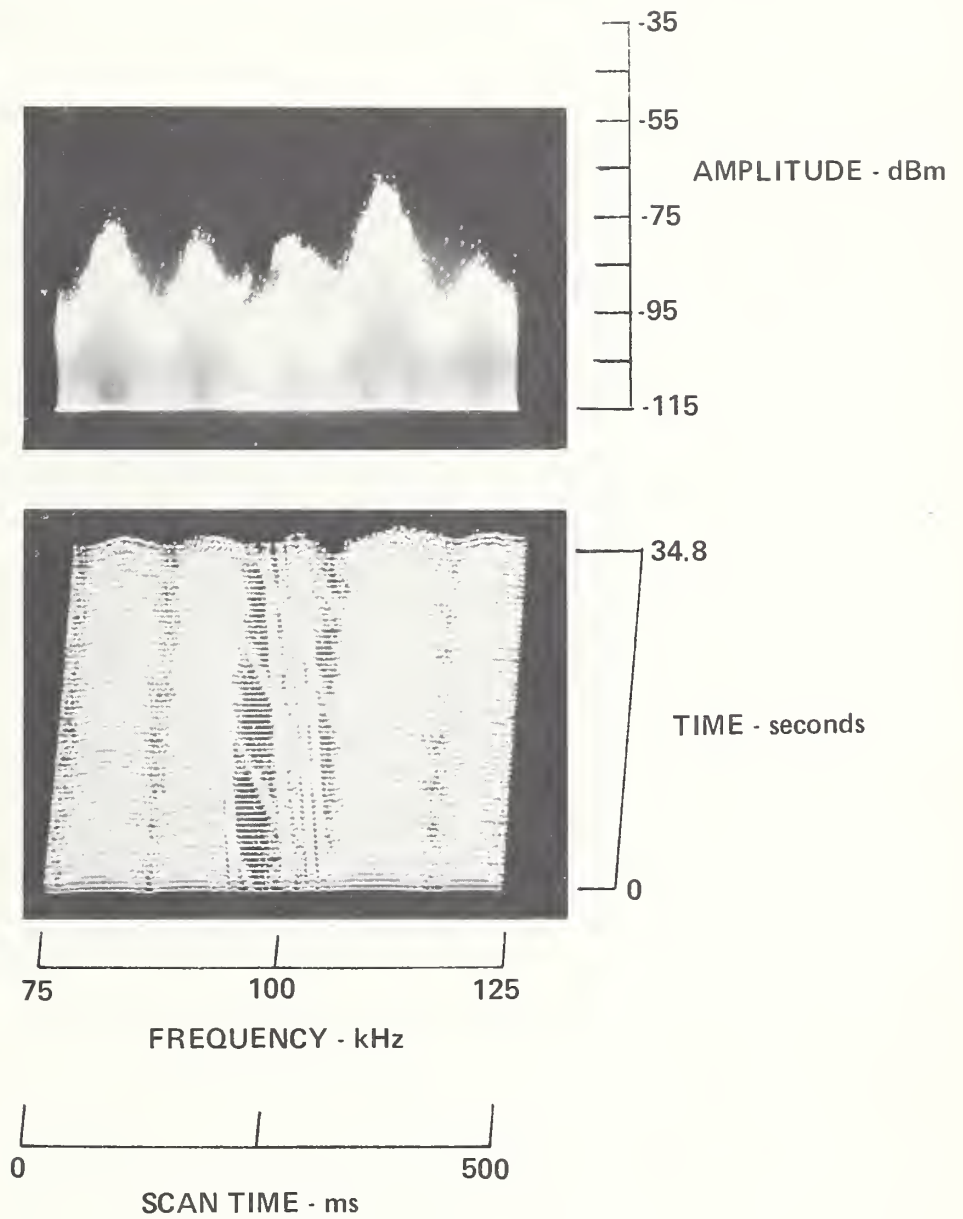 -35
-55
AMPLITUDE - dBm
-75
-95
-115
34.8
TIME - seconds
0
75 100 125
FREQUENCY - kHz
0 500
SCAN TIME - ms